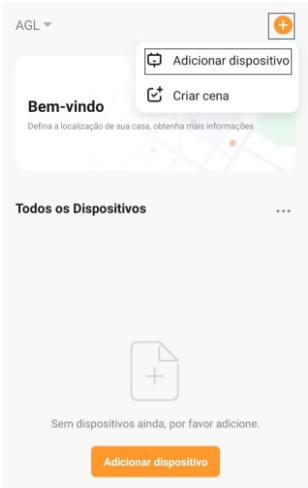 AGL
Adicionar dispositivo
Criar cena
Bem-vindo
Defina a localização de sua casa, obtenha mais informações
Todos os Dispositivos
Sem dispositivos ainda, por favor adicione.
Adicionar dispositivo